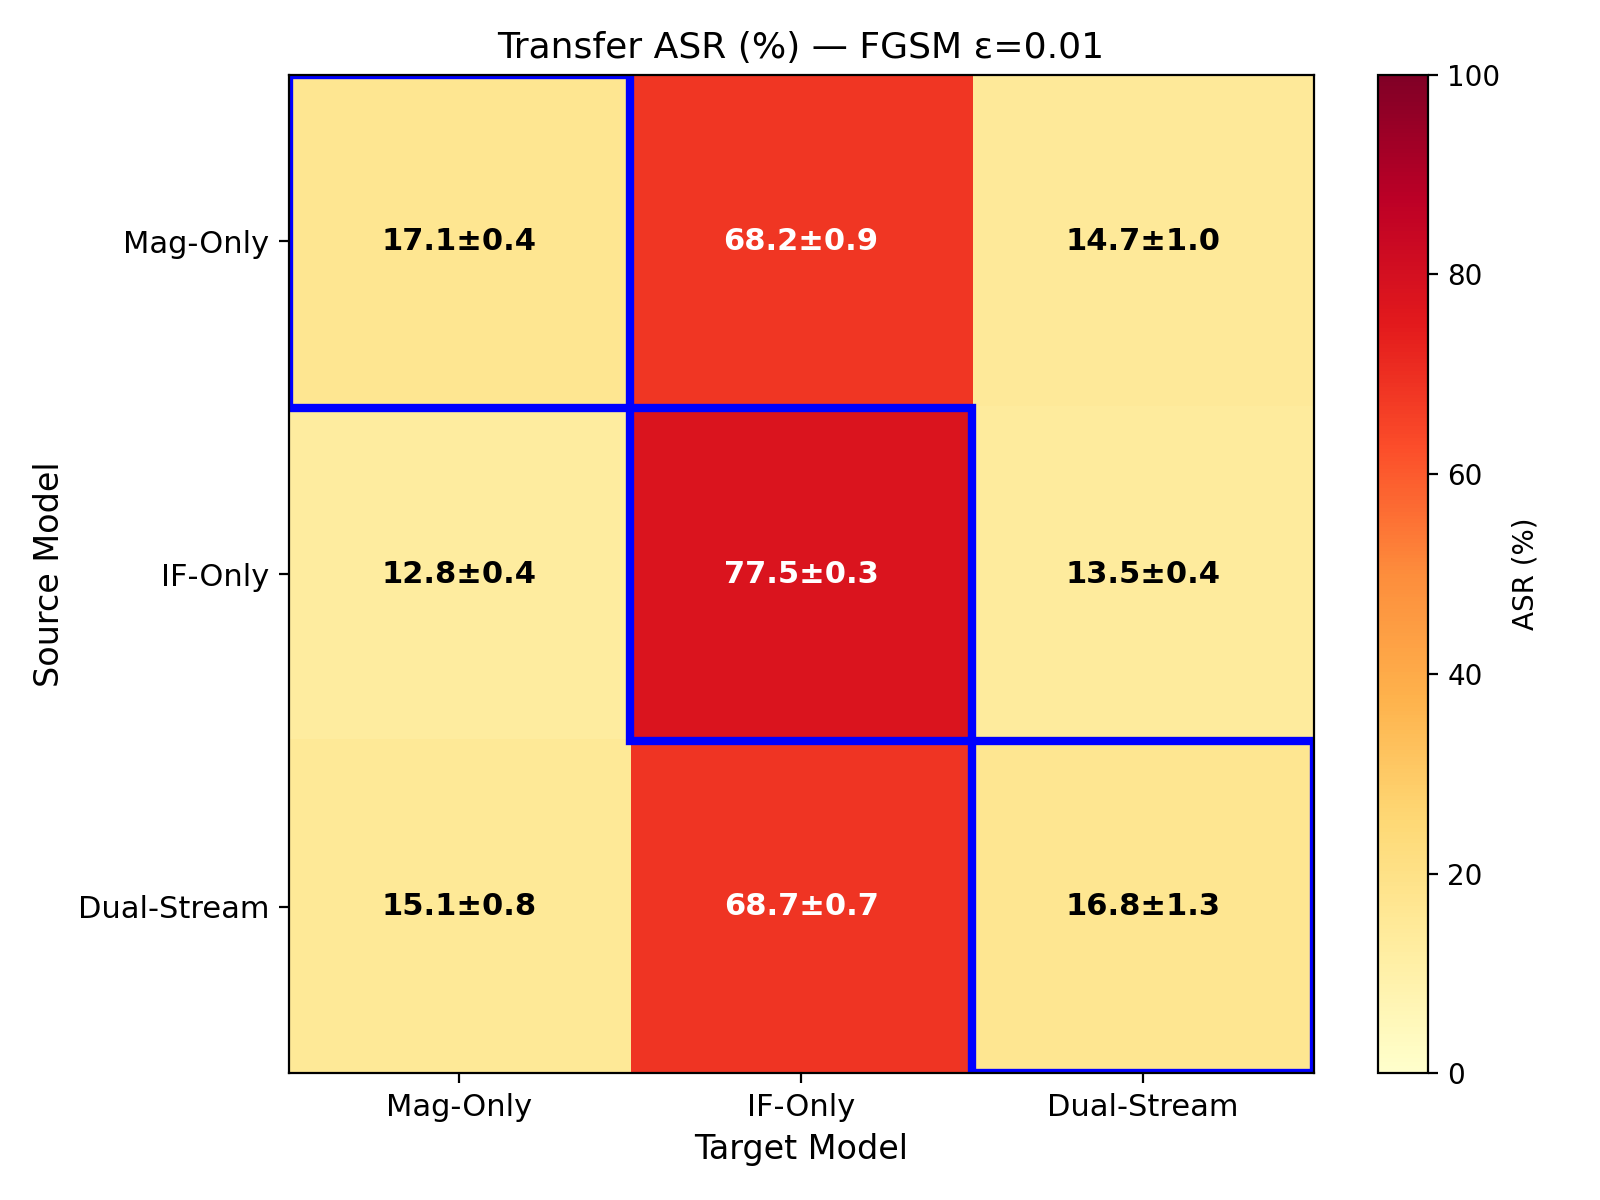 Transfer ASR (%) — FGSM ε=0.01
Source Model
Mag-Only
17.1±0.4
68.2±0.9
14.7±1.0
IF-Only
12.8±0.4
77.5±0.3
13.5±0.4
Dual-Stream
15.1±0.8
68.7±0.7
16.8±1.3
Mag-Only
IF-Only
Dual-Stream
Target Model
100
80
60
40
20
0
ASR (%)